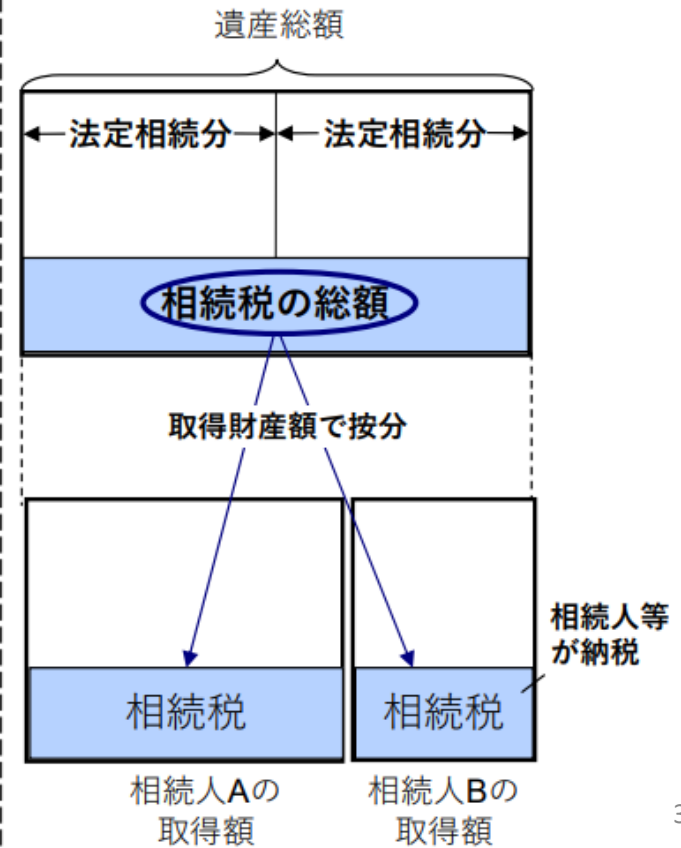 遺産総額
法定相続分 法定相続分
相続税の総額
取得財産額で按分
相続人等
が納税
相続税 相続税
相続人Aの 相続人Bの
取得額 取得額
3